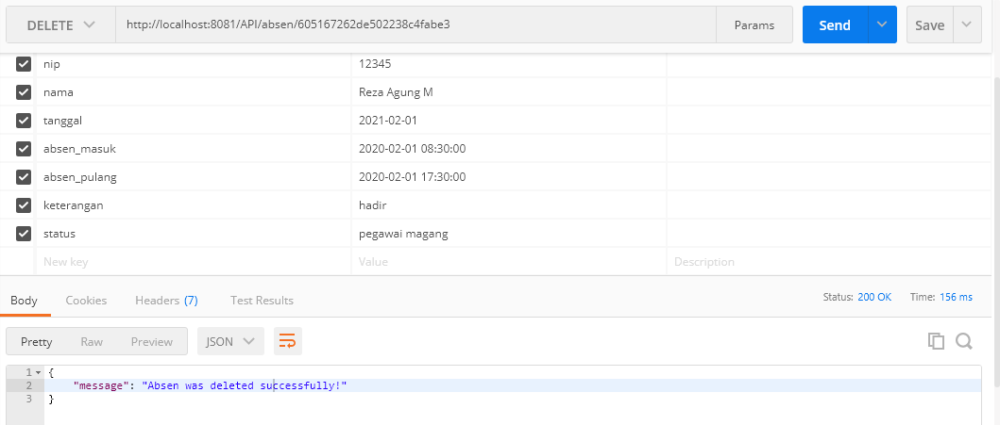 DELETE http://localhost:8081/API/absen/605167262de502238c4fabe3 Params Send Save
nip 12345
nama Reza Agung M
tanggal 2021-02-01
absen_masuk 2020-02-01 08:30:00
absen_pulang 2020-02-01 17:30:00
keterangan hadir
status pegawai magang
New key Value Description
Body Cookies Headers (7) Test Results Status: 200 OK Time: 156 ms
Pretty Raw Preview JSON
1 {
2 "message": "Absen was deleted successfully!"
3 }